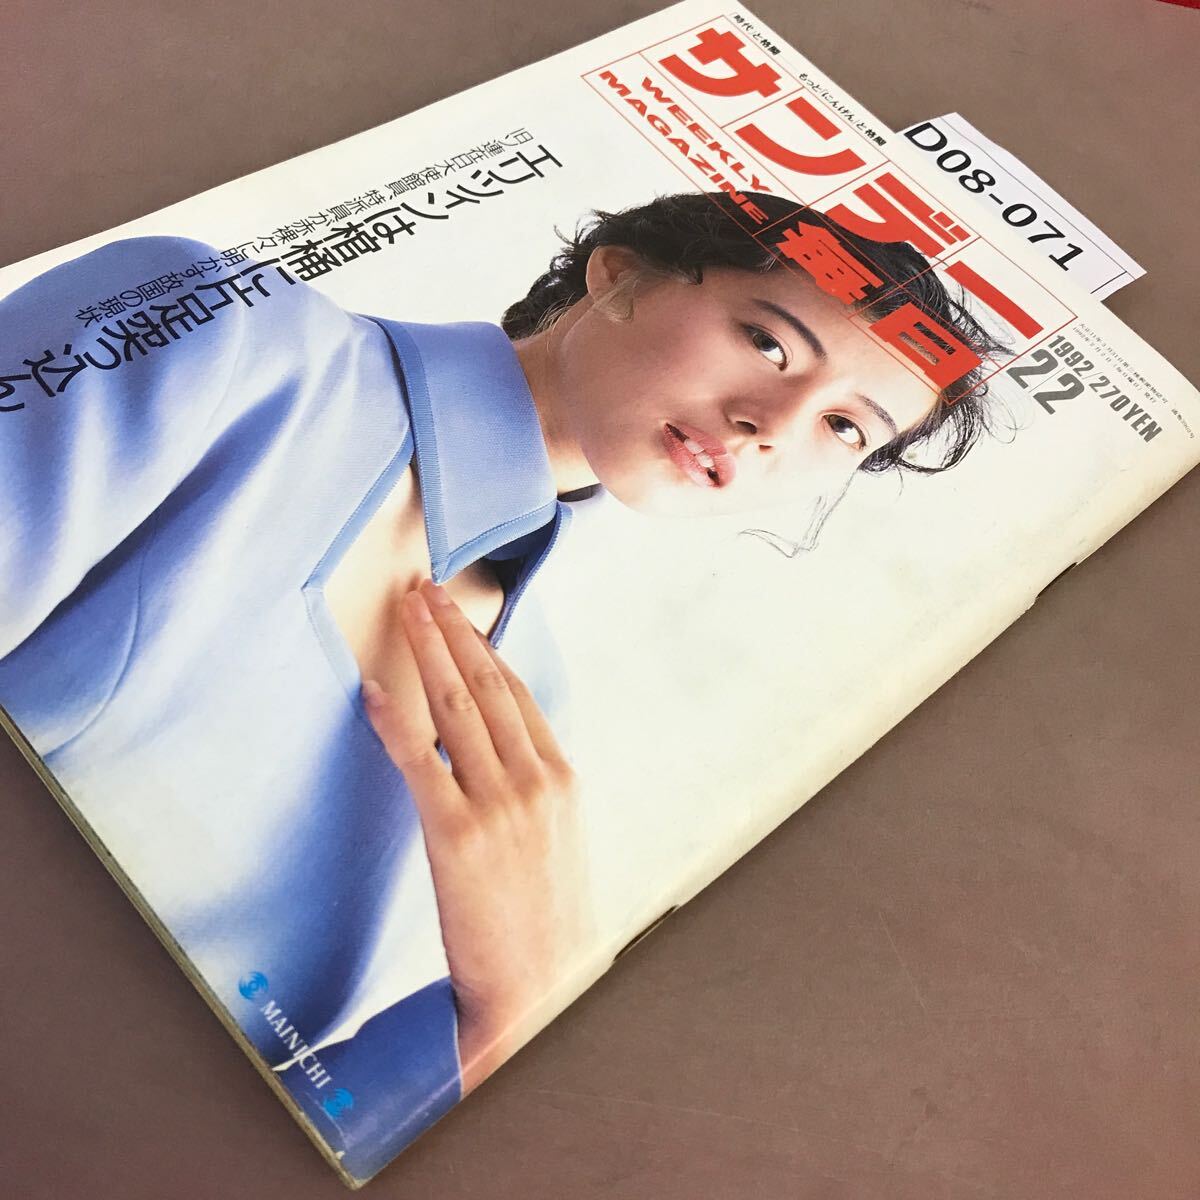 「時代」と格闘
もっと「にんげん」と格闘
サンデー
毎日
WEEKLY
MAGAZINE
D08-071
1992/270YEN
2/2
旧ソ連在日大使館員、特派員が赤裸々に明かす故国の現状
エリツィンは棺桶に片足突っ込ん
MAINICHI